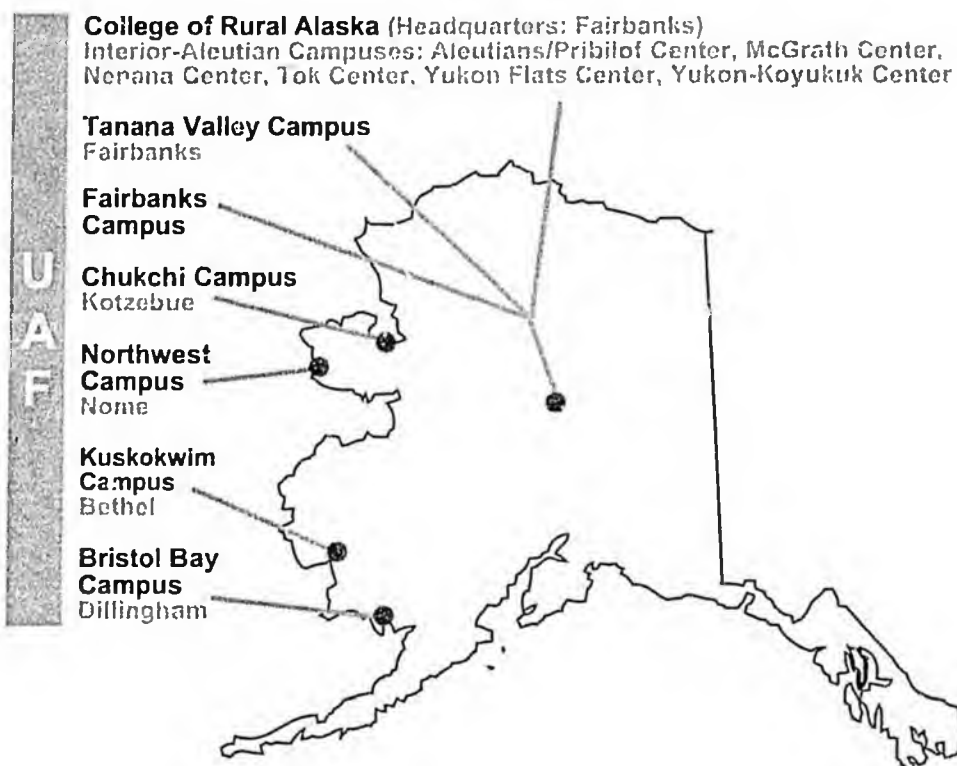 College of Rural Alaska (Headquarters: Fairbanks)
Interior-Aleutian Campuses: Aleutians/Pribilof Center, McGrath Center,
Nenana Center, Tok Center, Yukon Flats Center, Yukon-Koyukuk Center
Tanana Valley Campus
Fairbanks
Fairbanks
Campus
Chukchi Campus
Kotzebue
Northwest
Campus
Nome
Kuskokwim
Campus
Bethel
Bristol Bay
Campus
Dillingham
UAF